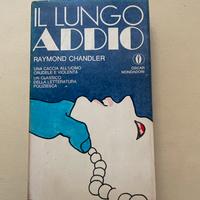 IL LUNGO
ADDIO
RAYMOND CHANDLER
UNA CACCIA ALL'UOMO
CRUDELE E VIOLENTA
UN CLASSICO
DELLA LETTERATURA
POLIZIESCA
OSCAR
MONDADORI